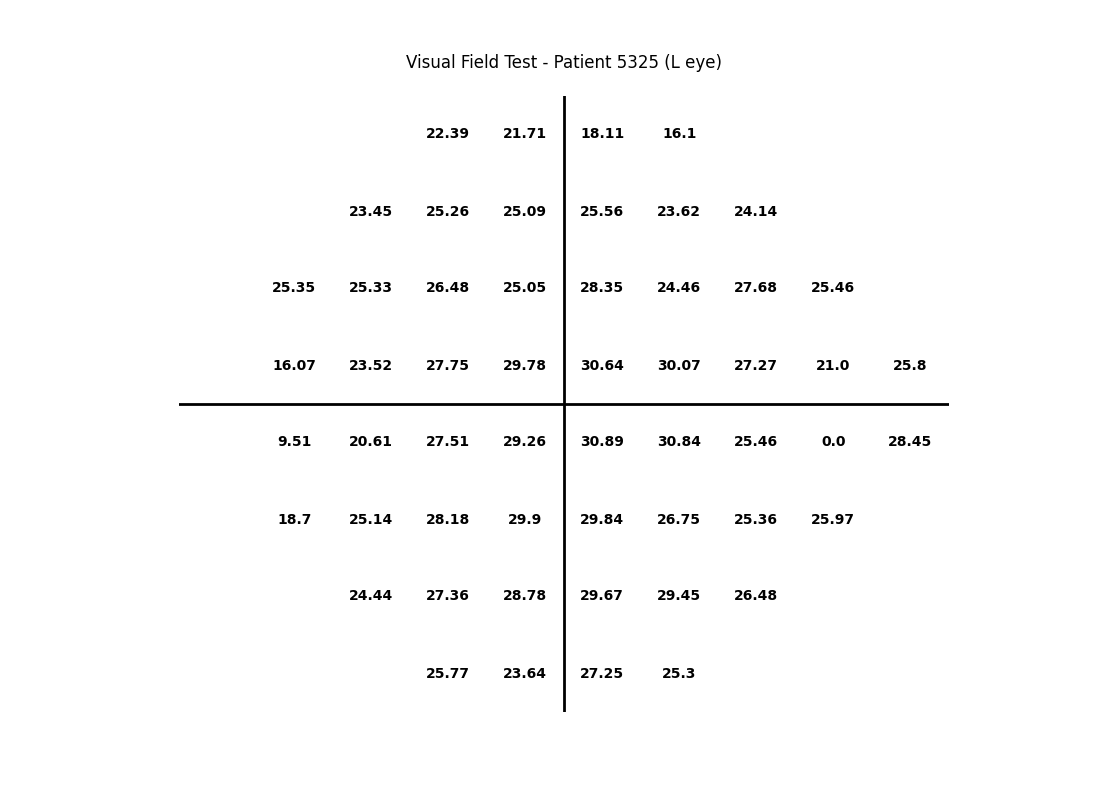 Visual Field Test - Patient 5325 (L eye)
22.39 21.71 18.11 16.1
23.45 25.26 25.09 25.56 23.62 24.14
25.35 25.33 26.48 25.05 28.35 24.46 27.68 25.46
16.07 23.52 27.75 29.78 30.64 30.07 27.27 21.0 25.8
9.51 20.61 27.51 29.26 30.89 30.84 25.46 0.0 28.45
18.7 25.14 28.18 29.9 29.84 26.75 25.36 25.97
24.44 27.36 28.78 29.67 29.45 26.48
25.77 23.64 27.25 25.3